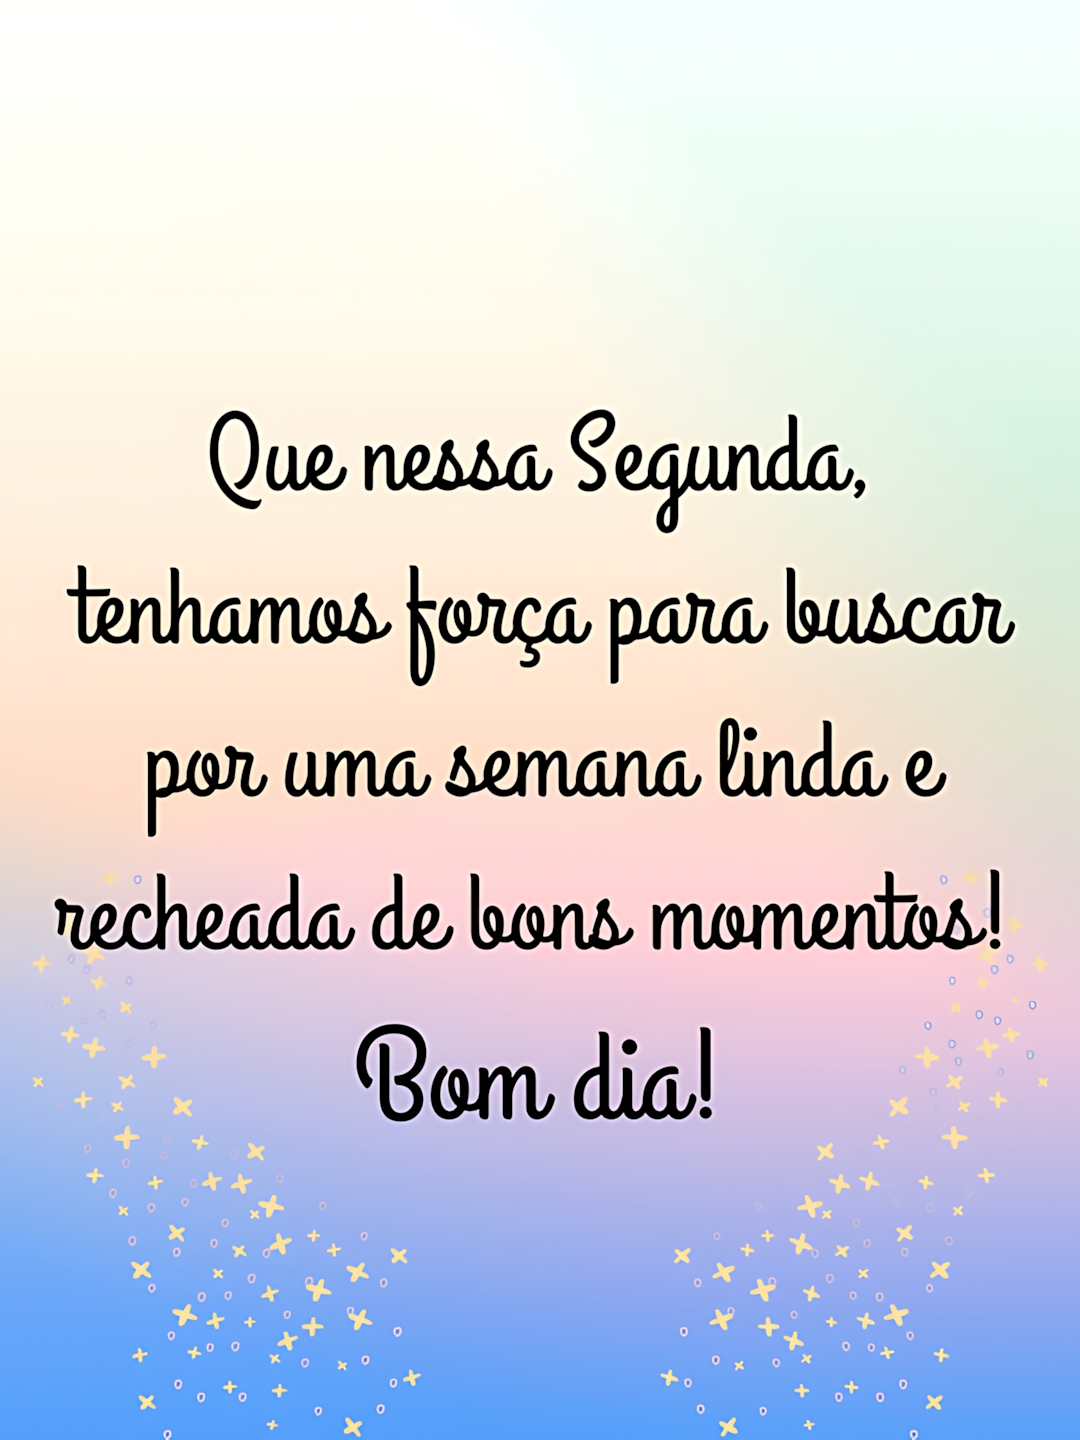 Que nessa Segunda,
tenhamos força para buscar
por uma semana linda e
recheada de bons momentos!
Bom dia!